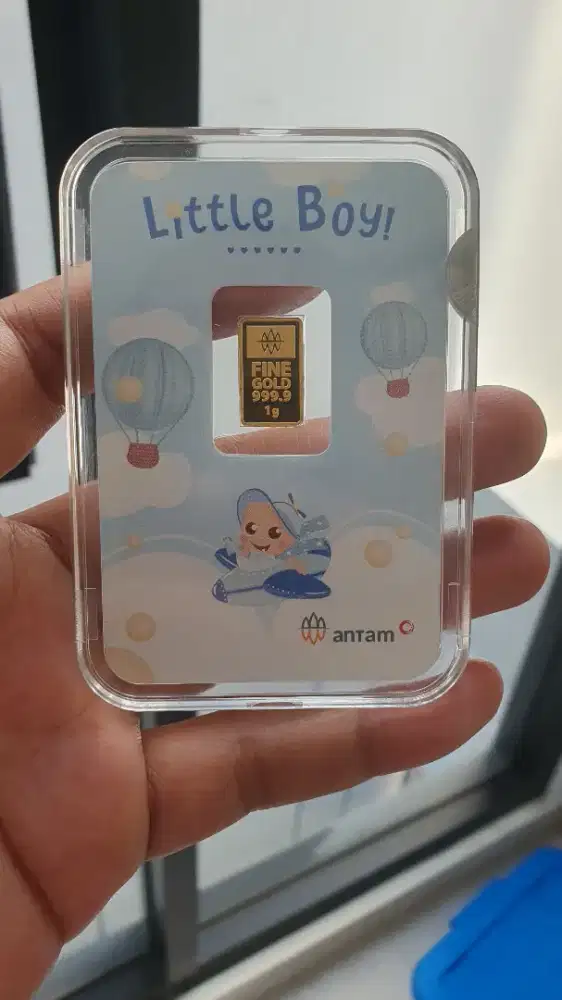 Little Boy!
FINE
GOLD
999.9
1g
antam